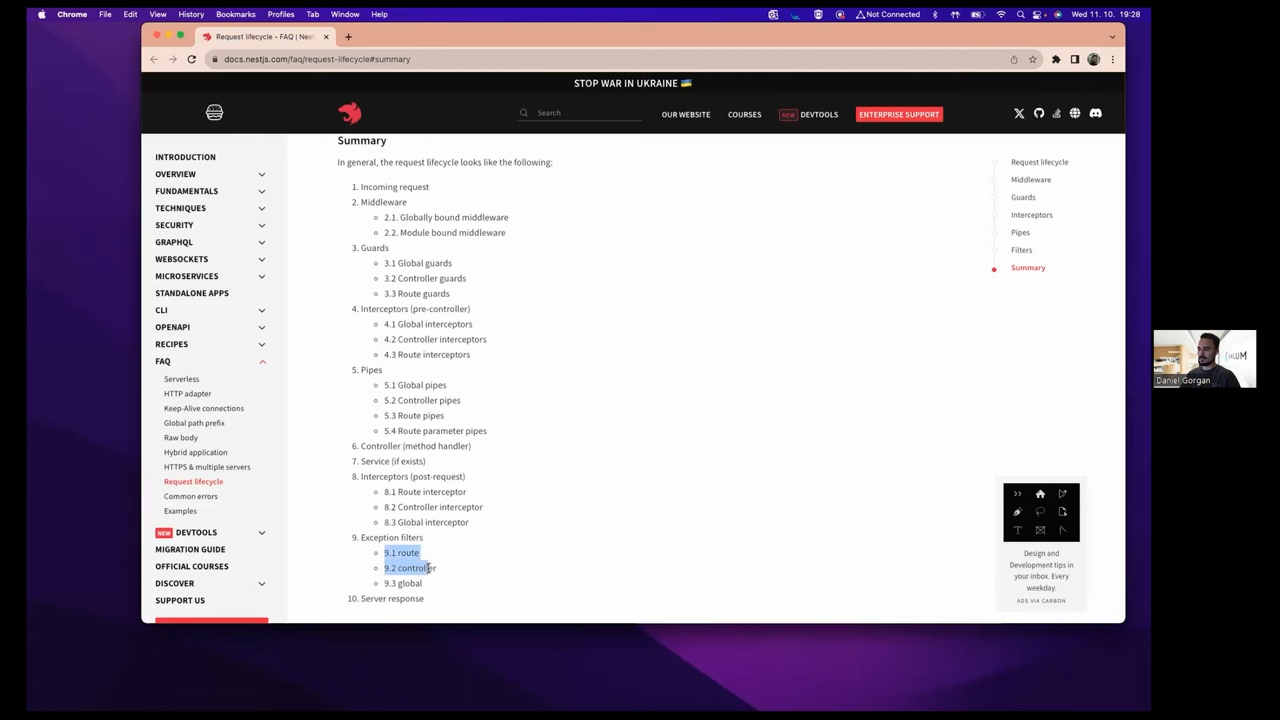 Chrome File Edit View History Bookmarks Profiles Tab Window Help
Not Connected Wed 11. 10. 19:28
Request lifecycle - FAQ | Nest
docs.nestjs.com/faq/request-lifecycle#summary
STOP WAR IN UKRAINE 🇺🇦
Search
OUR WEBSITE COURSES NEW DEVTOOLS ENTERPRISE SUPPORT
INTRODUCTION
OVERVIEW
FUNDAMENTALS
TECHNIQUES
SECURITY
GRAPHQL
WEBSOCKETS
MICROSERVICES
STANDALONE APPS
CLI
OPENAPI
RECIPES
FAQ
Serverless
HTTP adapter
Keep-Alive connections
Global path prefix
Raw body
Hybrid application
HTTPS & multiple servers
Request lifecycle
Common errors
Examples
NEW DEVTOOLS
MIGRATION GUIDE
OFFICIAL COURSES
DISCOVER
SUPPORT US
Summary
In general, the request lifecycle looks like the following:
1. Incoming request
2. Middleware
2.1. Globally bound middleware
2.2. Module bound middleware
3. Guards
3.1 Global guards
3.2 Controller guards
3.3 Route guards
4. Interceptors (pre-controller)
4.1 Global interceptors
4.2 Controller interceptors
4.3 Route interceptors
5. Pipes
5.1 Global pipes
5.2 Controller pipes
5.3 Route pipes
5.4 Route parameter pipes
6. Controller (method handler)
7. Service (if exists)
8. Interceptors (post-request)
8.1 Route interceptor
8.2 Controller interceptor
8.3 Global interceptor
9. Exception filters
9.1 route
9.2 controller
9.3 global
10. Server response
Request lifecycle
Middleware
Guards
Interceptors
Pipes
Filters
Summary
Design and
Development tips in
your inbox. Every
weekday.
ADS VIA CARBON
Daniel Gorgan